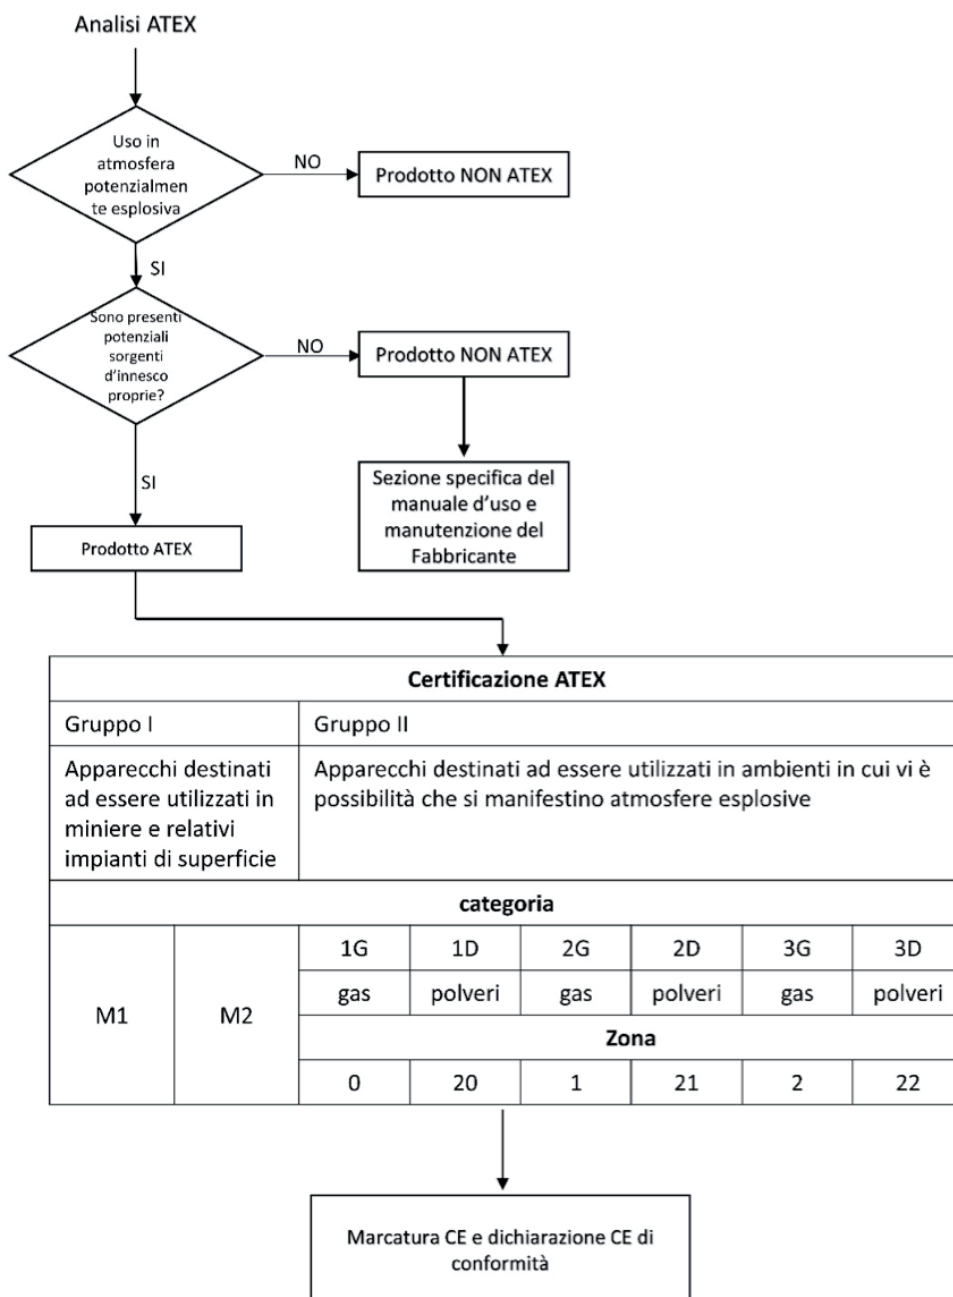 Analisi ATEX
Uso in
atmosfera
potenzialmen
te esplosiva
NO
Prodotto NON ATEX
SI
Sono presenti
potenziali
sorgenti
d'innesco
proprie?
NO
Prodotto NON ATEX
Sezione specifica del
manuale d'uso e
manutenzione del
Fabbricante
SI
Prodotto ATEX
Certificazione ATEX
Gruppo I
Gruppo II
Apparecchi destinati
ad essere utilizzati in
miniere e relativi
impianti di superficie
Apparecchi destinati ad essere utilizzati in ambienti in cui vi è
possibilità che si manifestino atmosfere esplosive
categoria
M1 M2
1G 1D 2G 2D 3G 3D
gas polveri gas polveri gas polveri
Zona
0 20 1 21 2 22
Marcatura CE e dichiarazione CE di
conformità